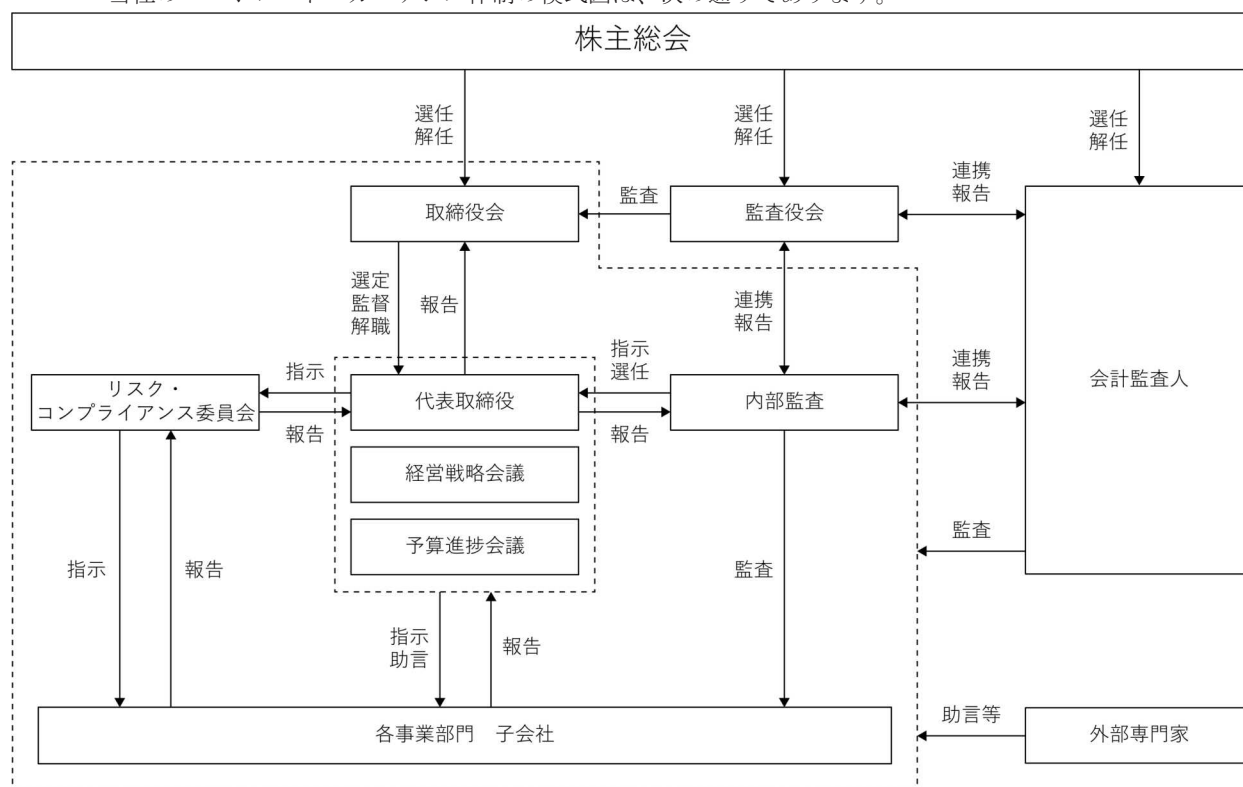 株主総会
選任
解任
選任
解任
選任
解任
取締役会
監査
監査役会
連携
報告
会計監査人
選定
監督
解職
報告
連携
報告
リスク・
コンプライアンス委員会
指示
報告
代表取締役
指示
選任
報告
内部監査
連携
報告
経営戦略会議
予算進捗会議
指示
報告
監査
監査
指示
助言
報告
各事業部門　子会社
助言等
外部専門家